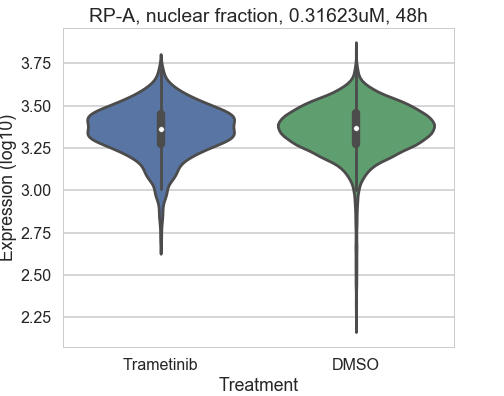 RP-A, nuclear fraction, 0.31623uM, 48h
Expression (log10)
3.75
3.50
3.25
3.00
2.75
2.50
2.25
Trametinib
DMSO
Treatment